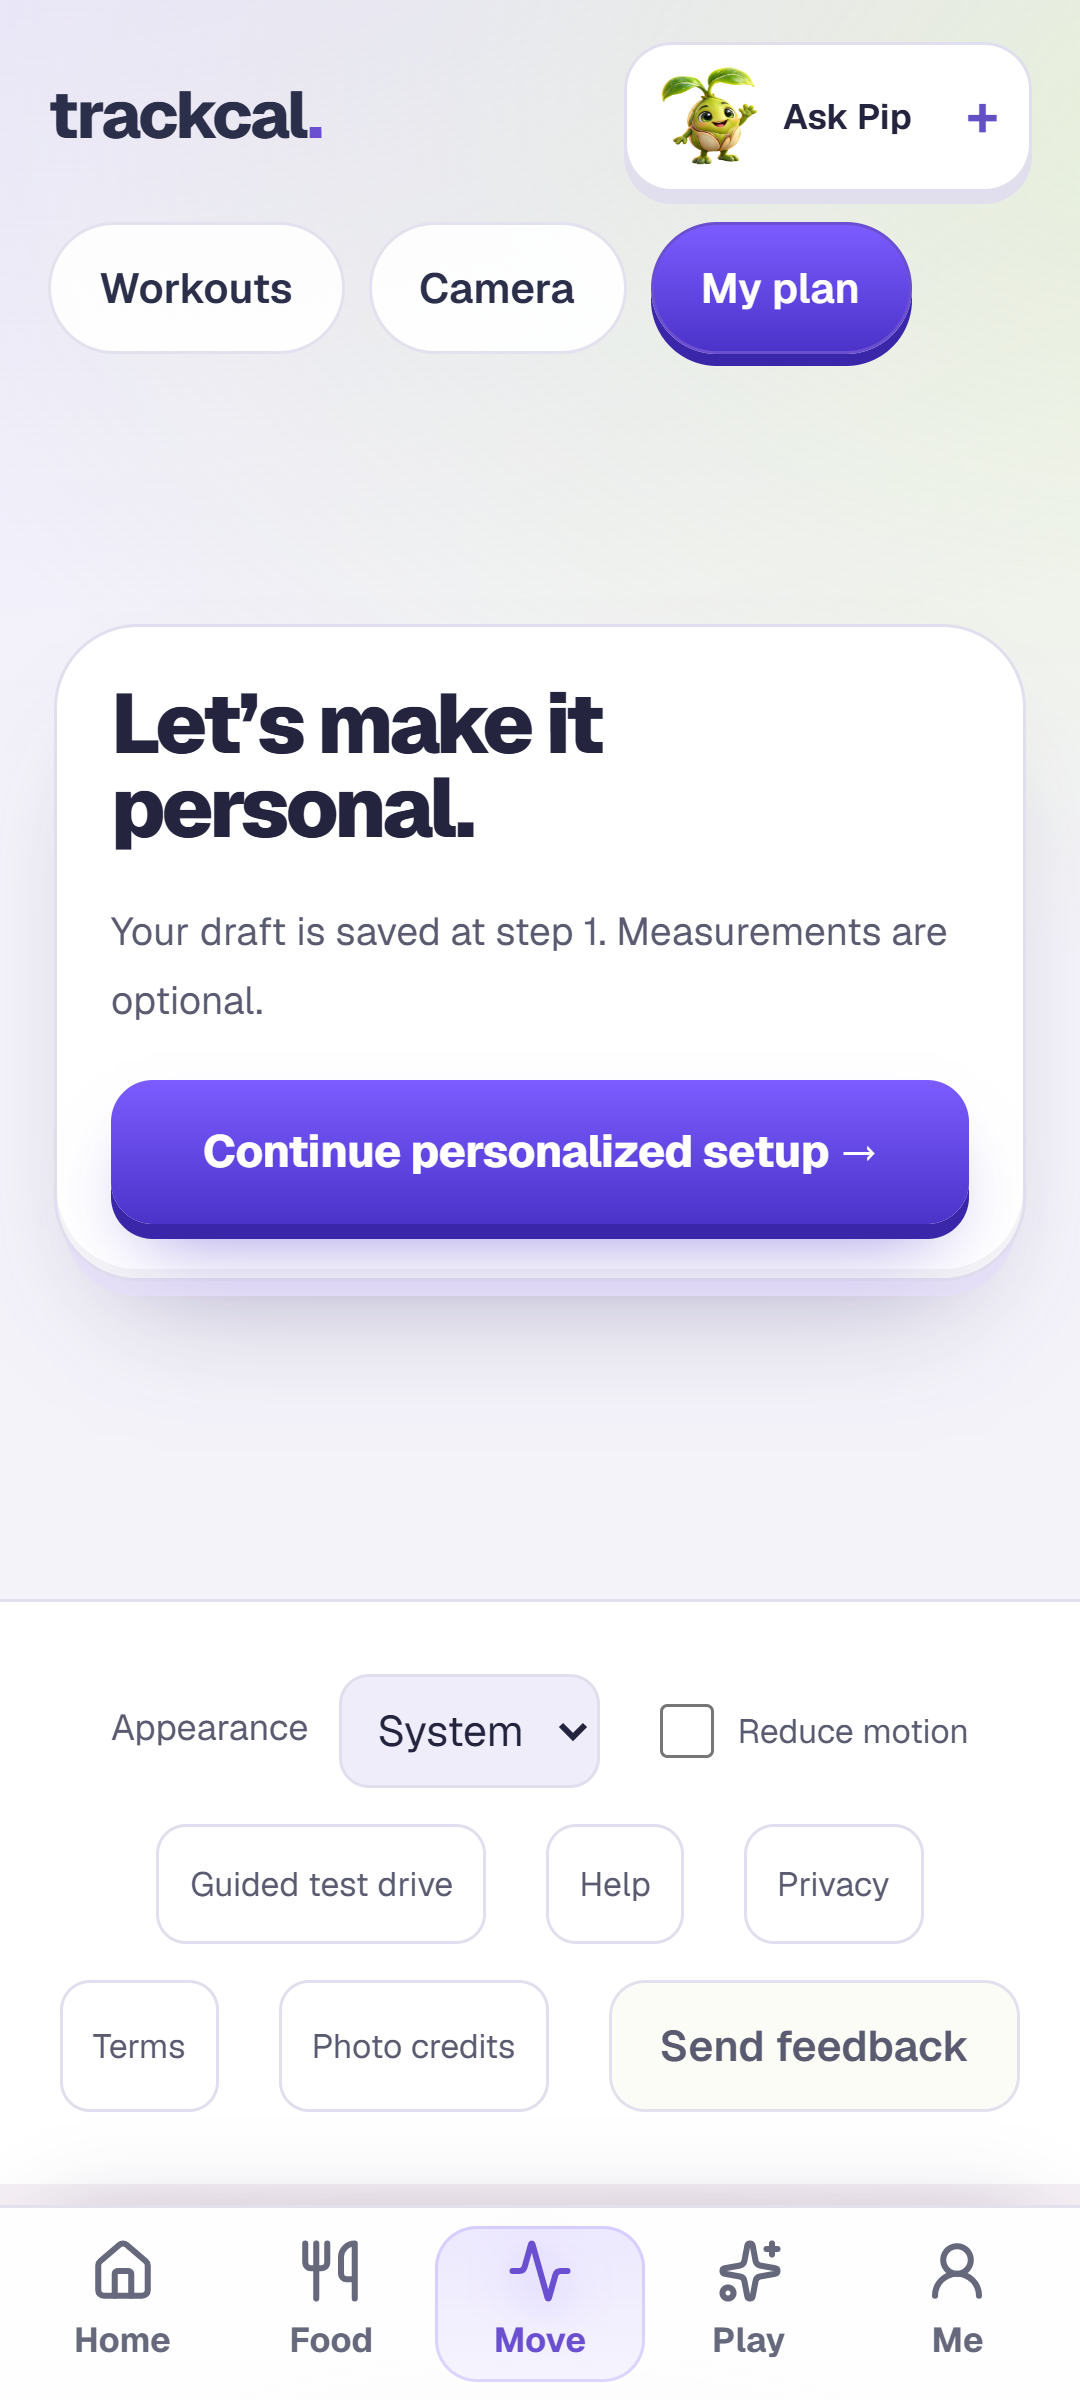 trackcal.
Ask Pip +
Workouts
Camera
My plan
Let’s make it
personal.
Your draft is saved at step 1. Measurements are
optional.
Continue personalized setup →
Appearance
System
Reduce motion
Guided test drive
Help
Privacy
Terms
Photo credits
Send feedback
Home
Food
Move
Play
Me